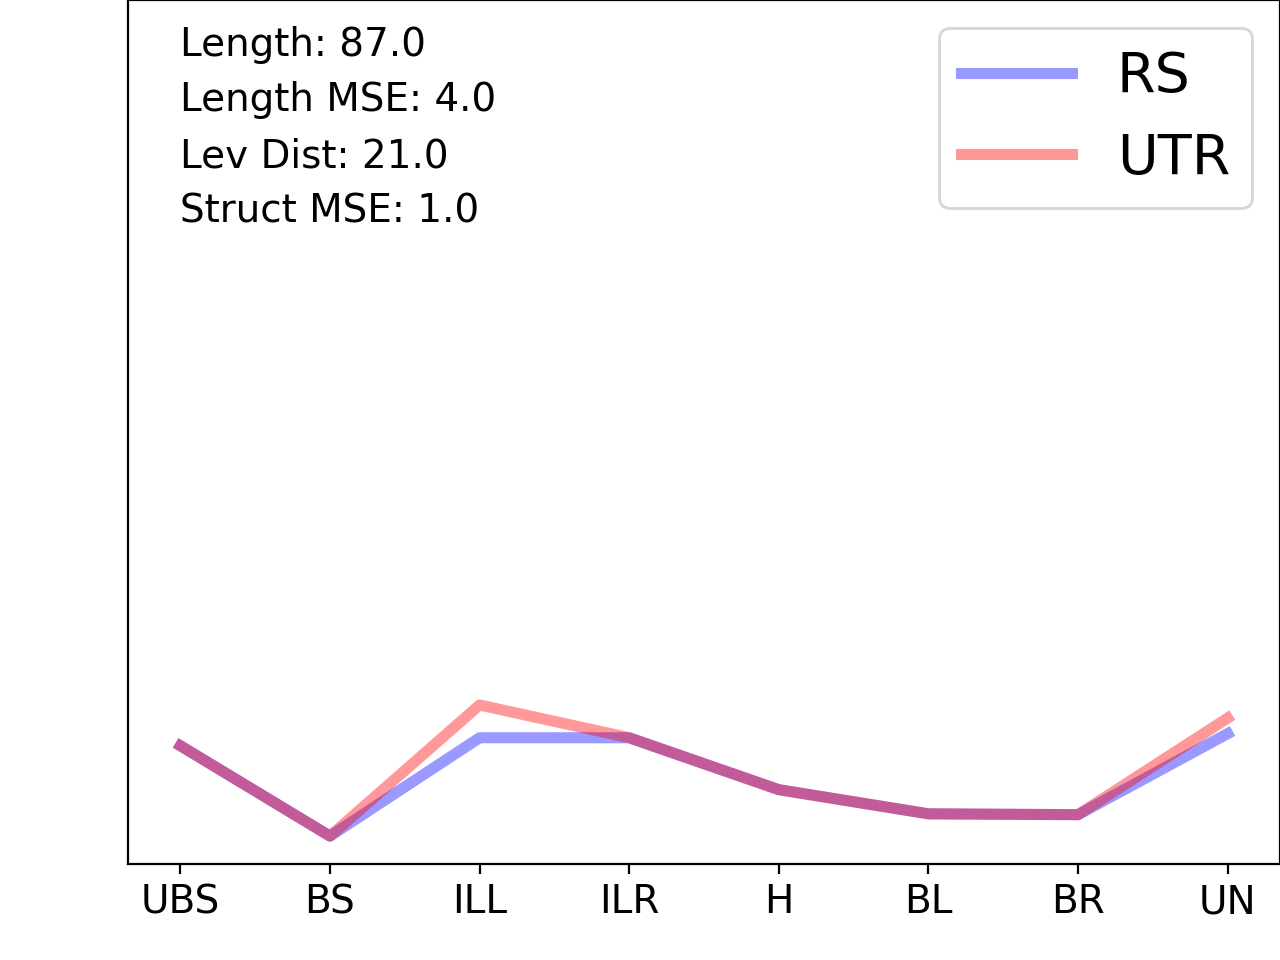 Length: 87.0
Length MSE: 4.0
Lev Dist: 21.0
Struct MSE: 1.0
RS
UTR
UBS BS ILL ILR H BL BR UN